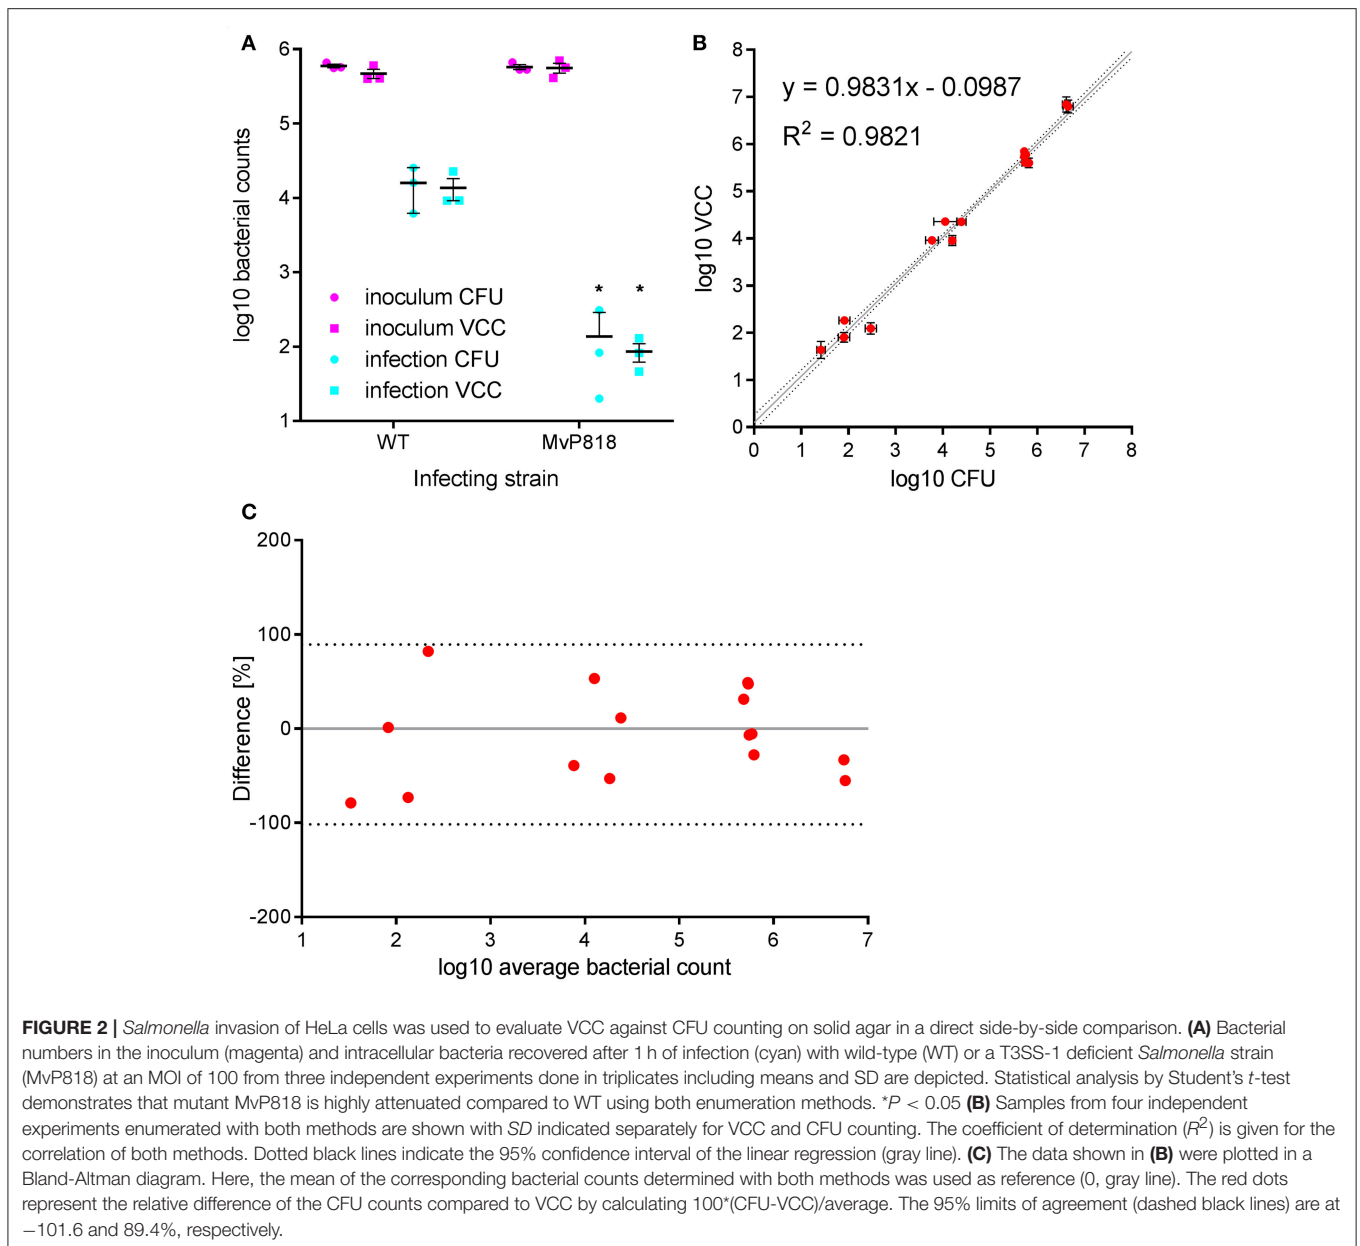 A
6
5
4
3
2
1
log10 bacterial counts
* *
inoculum CFU
inoculum VCC
infection CFU
infection VCC
WT MvP818
Infecting strain
B
8
7
6
5
4
3
2
1
0
log10 VCC
y = 0.9831x - 0.0987
R² = 0.9821
0 1 2 3 4 5 6 7 8
log10 CFU
C
200
100
0
-100
-200
Difference [%]
1 2 3 4 5 6 7
log10 average bacterial count
FIGURE 2 | Salmonella invasion of HeLa cells was used to evaluate VCC against CFU counting on solid agar in a direct side-by-side comparison. (A) Bacterial
numbers in the inoculum (magenta) and intracellular bacteria recovered after 1 h of infection (cyan) with wild-type (WT) or a T3SS-1 deficient Salmonella strain
(MvP818) at an MOI of 100 from three independent experiments done in triplicates including means and SD are depicted. Statistical analysis by Student's t-test
demonstrates that mutant MvP818 is highly attenuated compared to WT using both enumeration methods. *P < 0.05 (B) Samples from four independent
experiments enumerated with both methods are shown with SD indicated separately for VCC and CFU counting. The coefficient of determination (R²) is given for the
correlation of both methods. Dotted black lines indicate the 95% confidence interval of the linear regression (gray line). (C) The data shown in (B) were plotted in a
Bland-Altman diagram. Here, the mean of the corresponding bacterial counts determined with both methods was used as reference (0, gray line). The red dots
represent the relative difference of the CFU counts compared to VCC by calculating 100*(CFU-VCC)/average. The 95% limits of agreement (dashed black lines) are at
−101.6 and 89.4%, respectively.